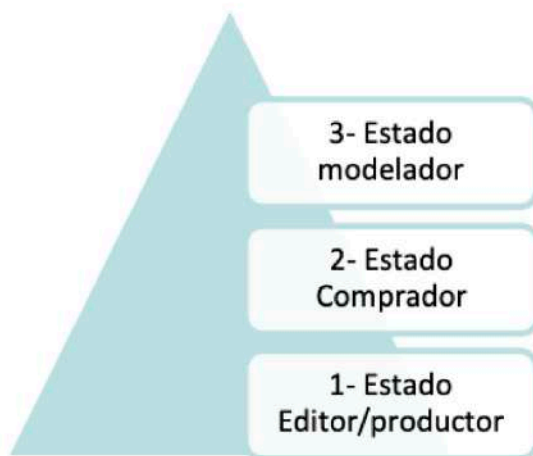 3- Estado
modelador
2- Estado
Comprador
1- Estado
Editor/productor